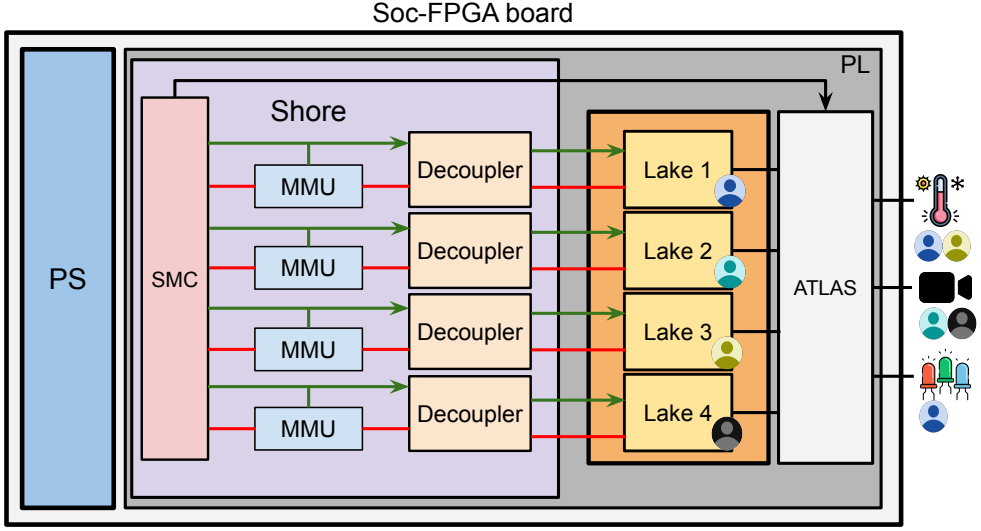 Soc-FPGA board
PL
Shore
PS
SMC
MMU
Decoupler
Lake 1
MMU
Decoupler
Lake 2
ATLAS
MMU
Decoupler
Lake 3
MMU
Decoupler
Lake 4